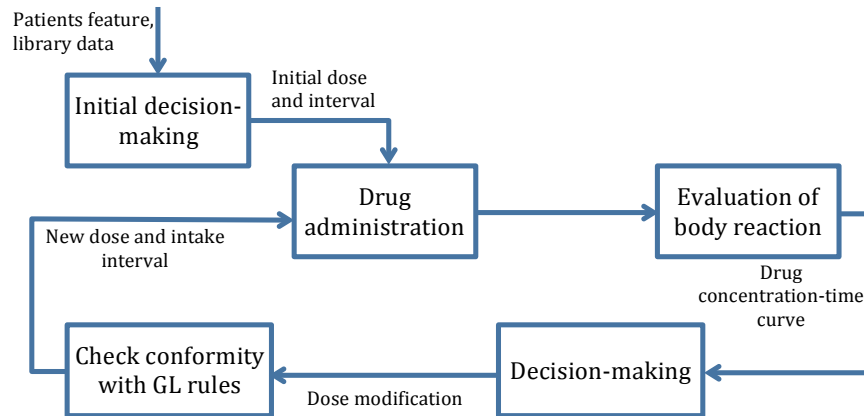 Patients feature,
library data
Initial decision-
making
Initial dose
and interval
Drug
administration
Evaluation of
body reaction
New dose and intake
interval
Drug
concentration-time
curve
Check conformity
with GL rules
Dose modification
Decision-making